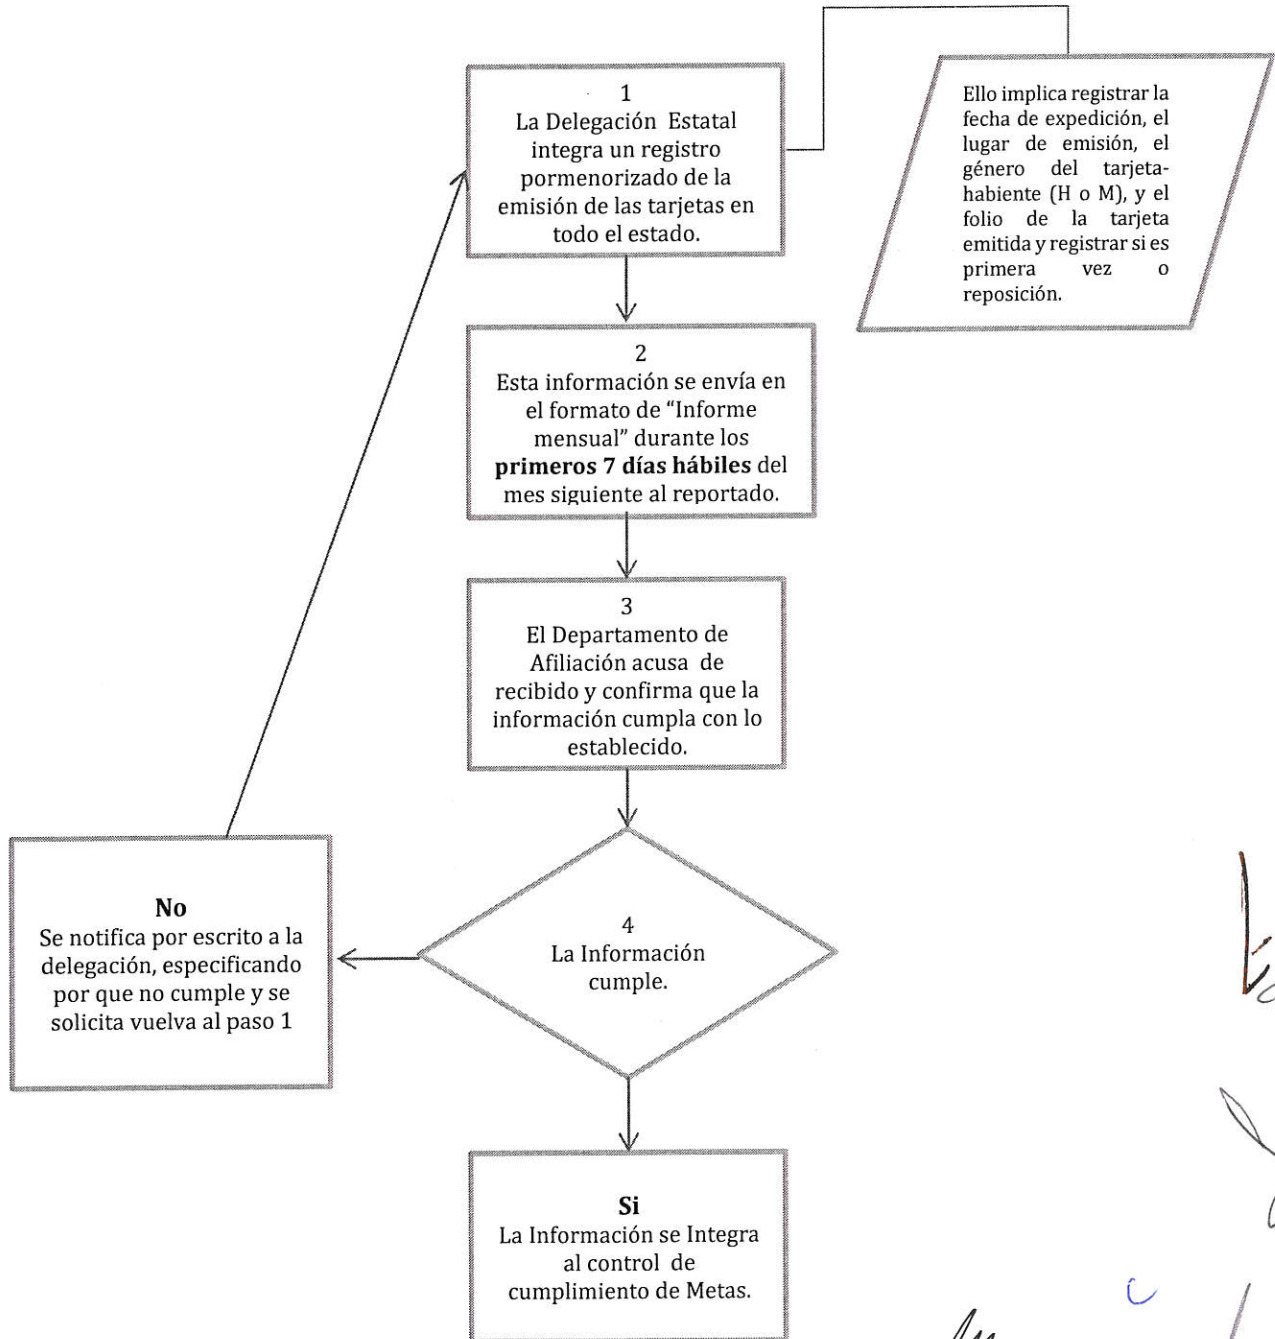 1
La Delegación Estatal
integra un registro
pormenorizado de la
emisión de las tarjetas en
todo el estado.
Ello implica registrar la
fecha de expedición, el
lugar de emisión, el
género del tarjeta-
habiente (H o M), y el
folio de la tarjeta
emitida y registrar si es
primera vez o
reposición.
2
Esta información se envía en
el formato de “Informe
mensual” durante los
primeros 7 días hábiles del
mes siguiente al reportado.
3
El Departamento de
Afiliación acusa de
recibido y confirma que la
información cumpla con lo
establecido.
4
La Información
cumple.
No
Se notifica por escrito a la
delegación, especificando
por que no cumple y se
solicita vuelva al paso 1
Si
La Información se Integra
al control de
cumplimiento de Metas.